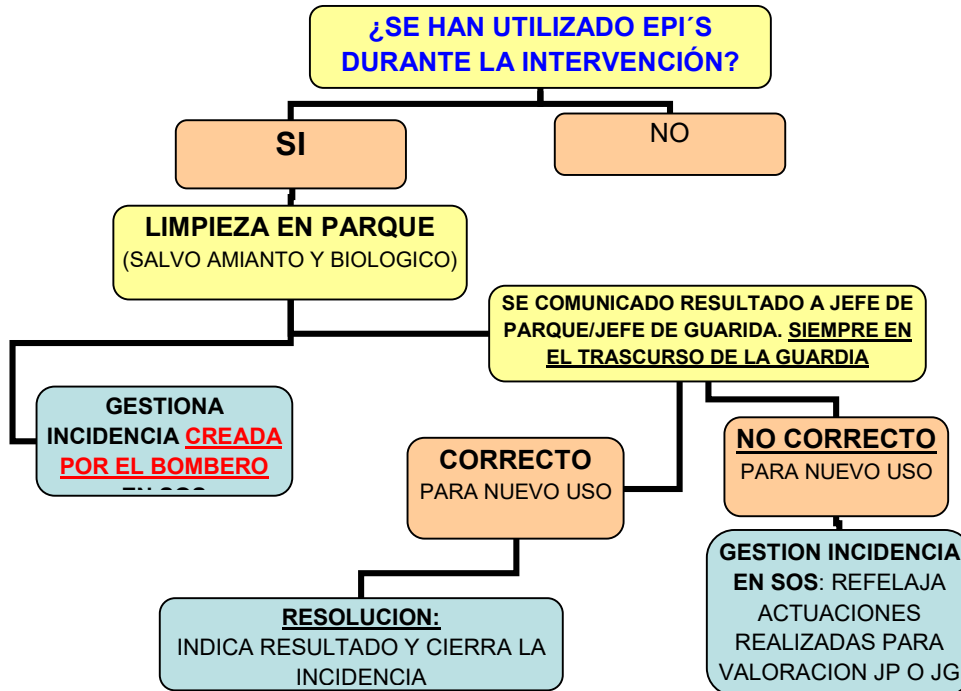 ¿SE HAN UTILIZADO EPI´S
DURANTE LA INTERVENCIÓN?
SI
NO
LIMPIEZA EN PARQUE
(SALVO AMIANTO Y BIOLOGICO)
SE COMUNICADO RESULTADO A JEFE DE
PARQUE/JEFE DE GUARIDA. SIEMPRE EN
EL TRASCURSO DE LA GUARDIA
GESTIONA
INCIDENCIA CREADA
POR EL BOMBERO
EN SOS
CORRECTO
PARA NUEVO USO
NO CORRECTO
PARA NUEVO USO
RESOLUCION:
INDICA RESULTADO Y CIERRA LA
INCIDENCIA
GESTION INCIDENCIA
EN SOS: REFELAJA
ACTUACIONES
REALIZADAS PARA
VALORACION JP O JG